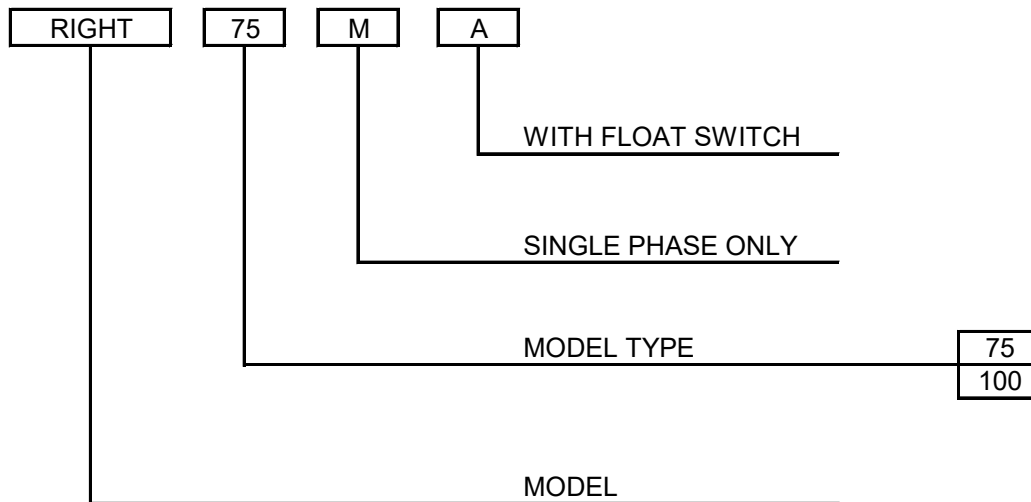 RIGHT 75 M A
WITH FLOAT SWITCH
SINGLE PHASE ONLY
MODEL TYPE 75
100
MODEL